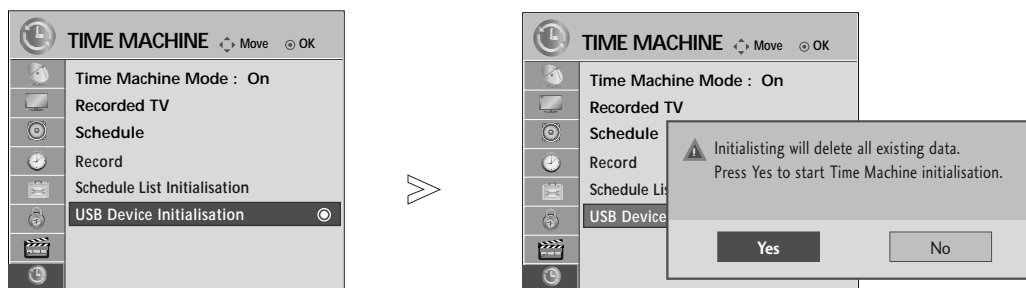 TIME MACHINE Move OK
Time Machine Mode : On
Recorded TV
Schedule
Record
Schedule List Initialisation
USB Device Initialisation
TIME MACHINE Move OK
Time Machine Mode : On
Recorded TV
Schedule
Record
Schedule Lis
USB Device
Initialisting will delete all existing data.
Press Yes to start Time Machine initialisation.
Yes No